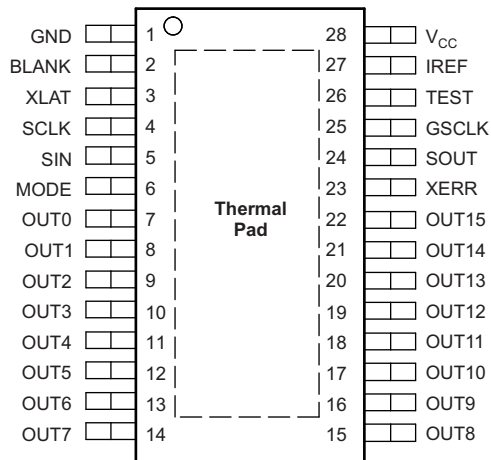 GND 1 28 VCC
BLANK 2 27 IREF
XLAT 3 26 TEST
SCLK 4 25 GSCLK
SIN 5 24 SOUT
MODE 6 23 XERR
OUT0 7 Thermal 22 OUT15
OUT1 8 Pad 21 OUT14
OUT2 9 20 OUT13
OUT3 10 19 OUT12
OUT4 11 18 OUT11
OUT5 12 17 OUT10
OUT6 13 16 OUT9
OUT7 14 15 OUT8